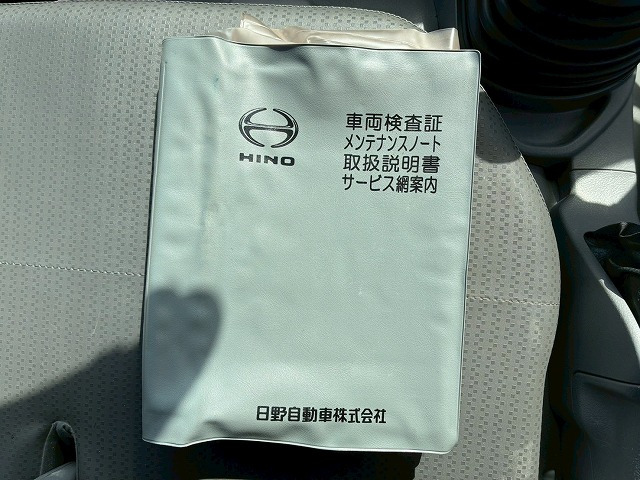 HINO
車両検査証
メンテナンスノート
取扱説明書
サービス網案内
日野自動車株式会社